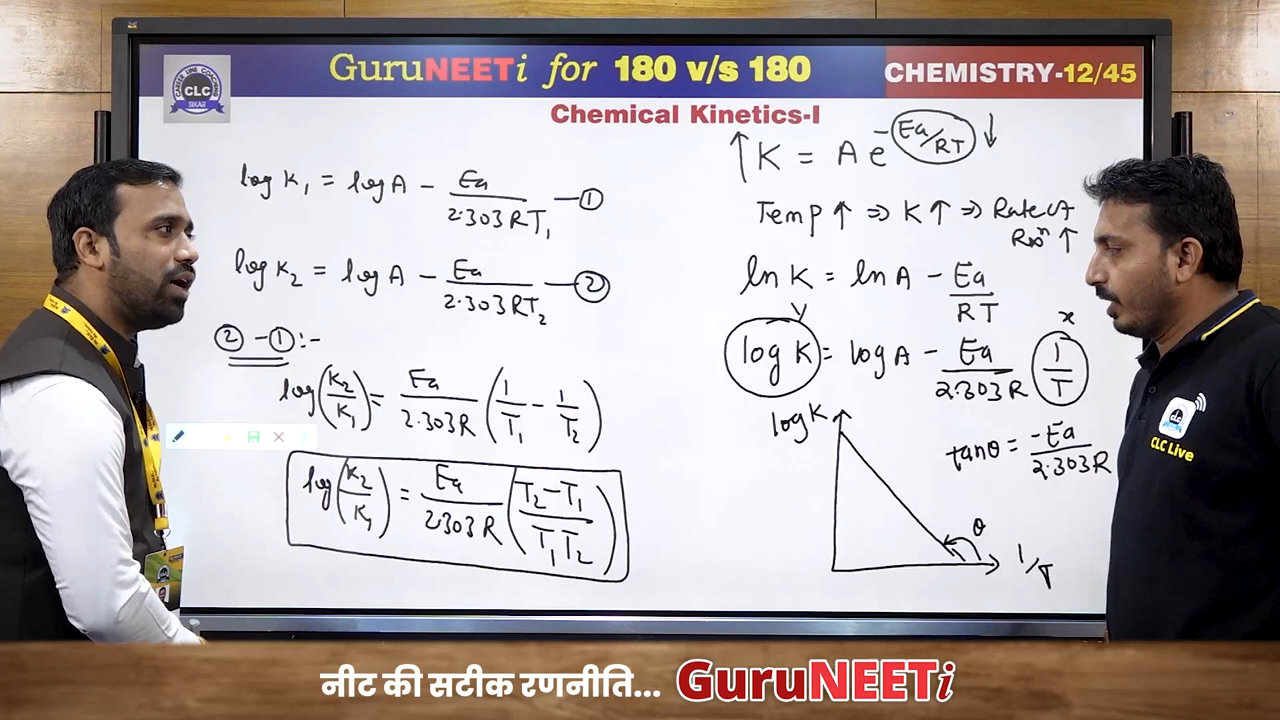 GuruNEETi for 180 v/s 180
CHEMISTRY-12/45
CAREER LINE COACHING
CLC
SIKAR
Chemical Kinetics-I
log K₁ = log A − Ea/2.303RT₁ —①
log K₂ = log A − Ea/2.303RT₂ —②
② − ① :-
log(K₂/K₁) = Ea/2.303R (1/T₁ − 1/T₂)
log(K₂/K₁) = Ea/2.303R (T₂−T₁/T₁T₂)
↑K = A e^−(Ea/RT) ↓
Temp ↑ ⇒ K↑ ⇒ Rate of
Rxⁿ ↑
ln K = ln A − Ea/RT
y x
log K = log A − Ea/2.303R 1/T
log K
tanθ = −Ea/2.303R
θ
1/T
CLC
CLC Live
नीट की सटीक रणनीति...
GuruNEETi